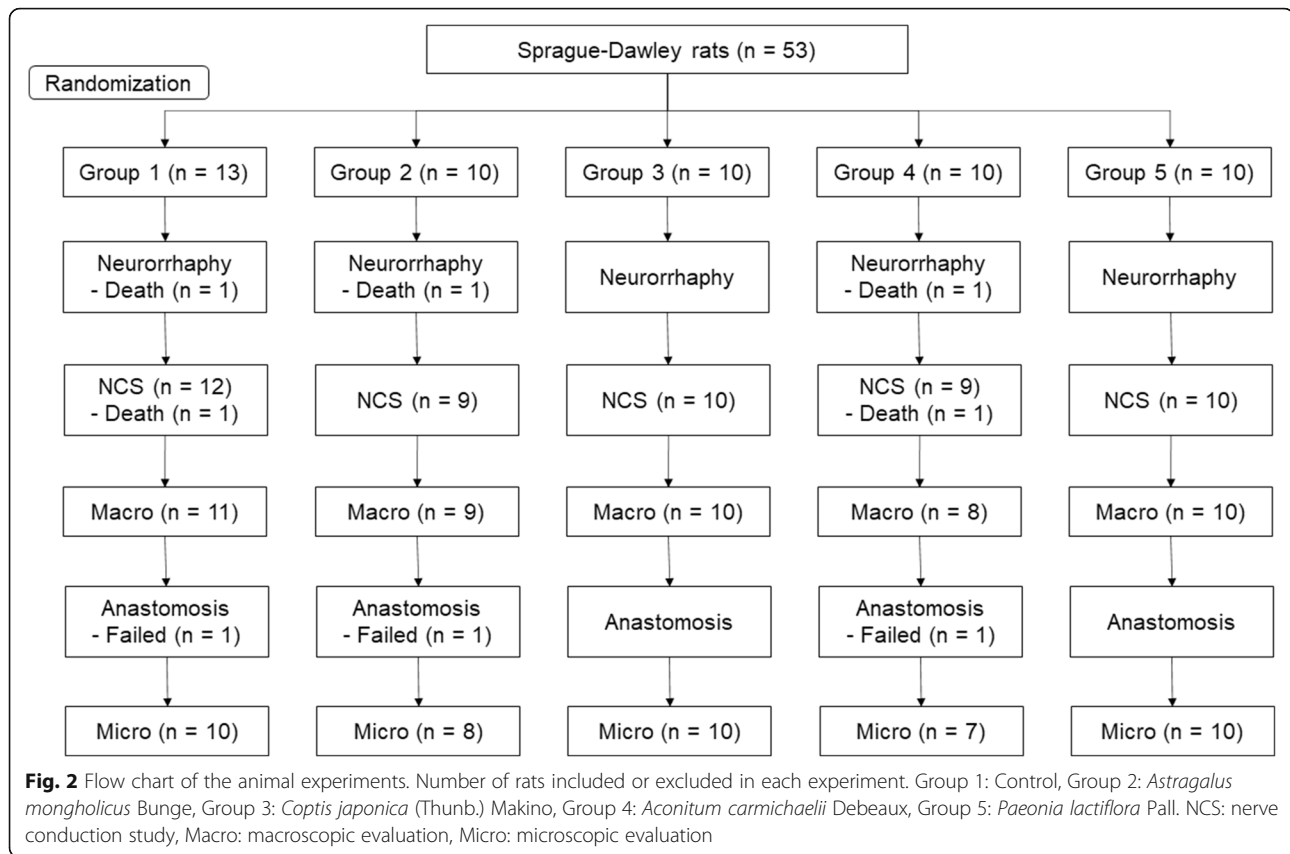 Sprague-Dawley rats (n = 53)
Randomization
Group 1 (n = 13)
Group 2 (n = 10)
Group 3 (n = 10)
Group 4 (n = 10)
Group 5 (n = 10)
Neurorrhaphy
- Death (n = 1)
Neurorrhaphy
- Death (n = 1)
Neurorrhaphy
Neurorrhaphy
- Death (n = 1)
Neurorrhaphy
NCS (n = 12)
- Death (n = 1)
NCS (n = 9)
NCS (n = 10)
NCS (n = 9)
- Death (n = 1)
NCS (n = 10)
Macro (n = 11)
Macro (n = 9)
Macro (n = 10)
Macro (n = 8)
Macro (n = 10)
Anastomosis
- Failed (n = 1)
Anastomosis
- Failed (n = 1)
Anastomosis
Anastomosis
- Failed (n = 1)
Anastomosis
Micro (n = 10)
Micro (n = 8)
Micro (n = 10)
Micro (n = 7)
Micro (n = 10)
Fig. 2 Flow chart of the animal experiments. Number of rats included or excluded in each experiment. Group 1: Control, Group 2: Astragalus
mongholicus Bunge, Group 3: Coptis japonica (Thunb.) Makino, Group 4: Aconitum carmichaelii Debeaux, Group 5: Paeonia lactiflora Pall. NCS: nerve
conduction study, Macro: macroscopic evaluation, Micro: microscopic evaluation